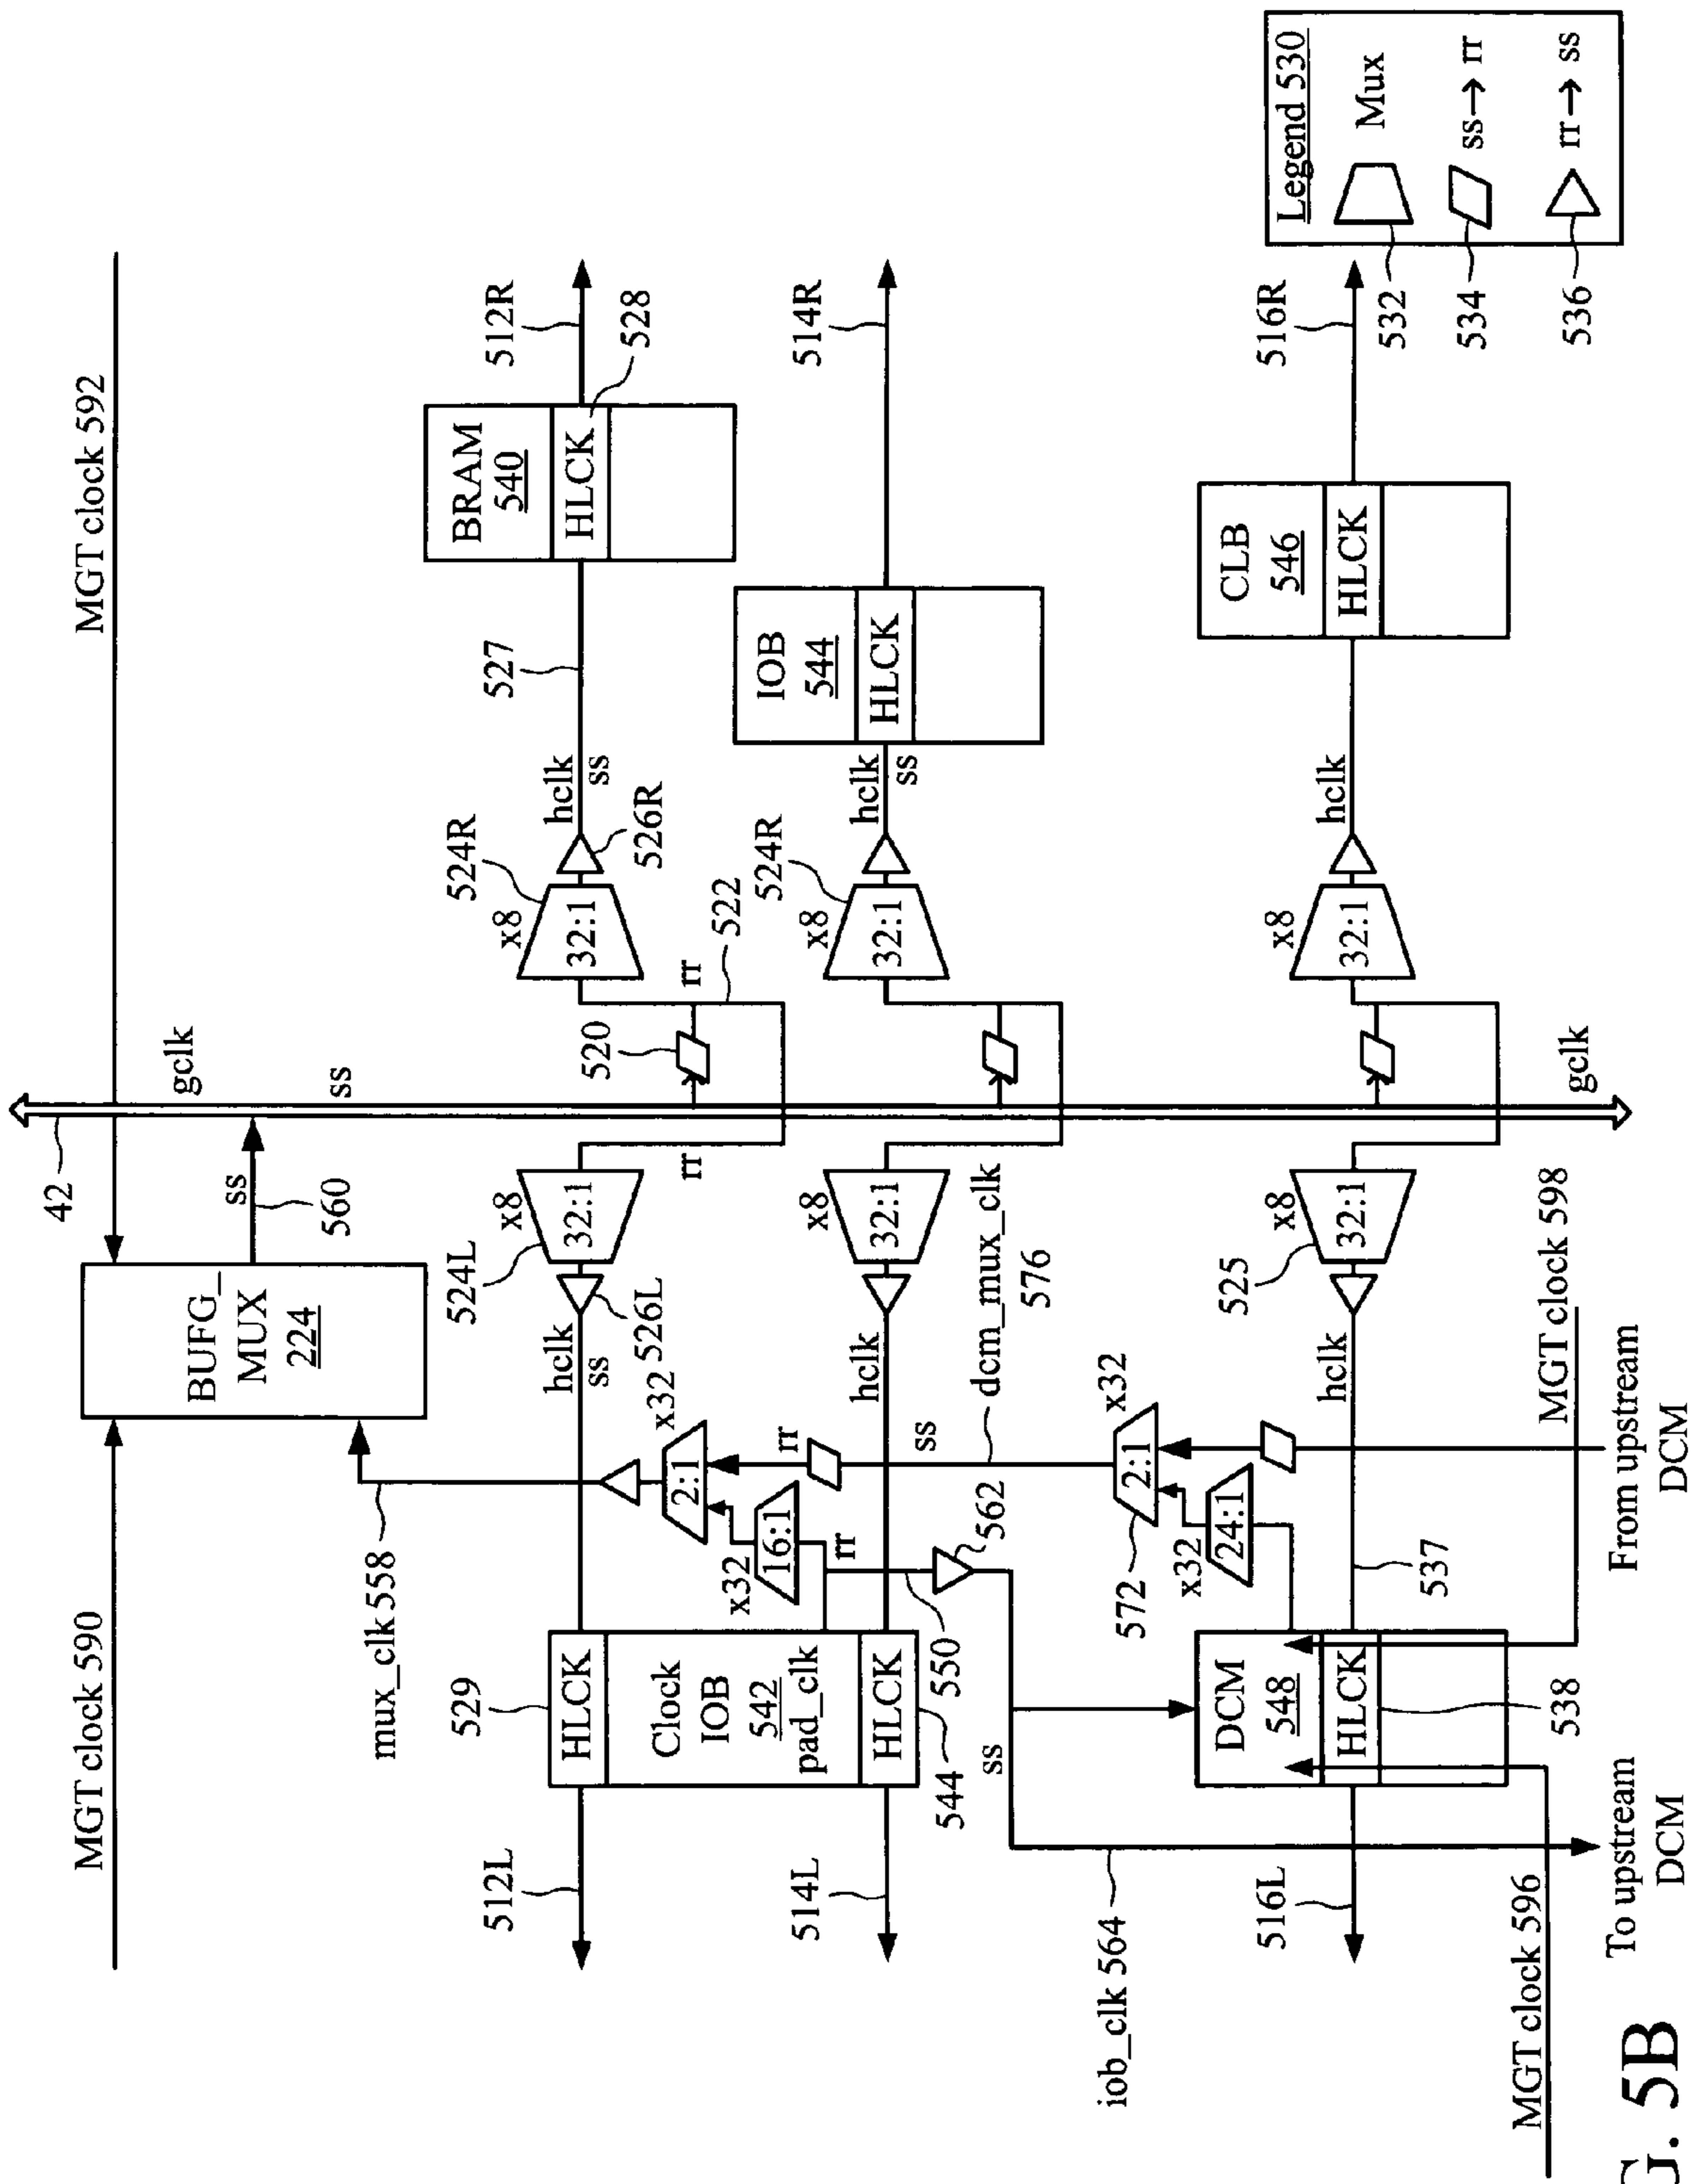 MGT clock 590
MGT clock 592
BUFG_
MUX
224
42
gclk
ss
ss
560
mux_clk 558
512L
529
HLCK
hclk
ss
526L
524L
x8
32:1
rr
520
rr
522
524R
x8
32:1
526R
hclk
ss
527
BRAM
540
HLCK
528
512R
x32
2:1
x32
16:1
rr
rr
Clock
IOB
542
pad_clk
HLCK
544
514L
550
562
hclk
ss
x8
32:1
524R
x8
32:1
hclk
ss
IOB
544
HLCK
514R
dcm_mux_clk
576
ss
iob_clk 564
572
2:1
x32
x32
24:1
DCM
548
HLCK
538
537
516L
hclk
525
x8
32:1
x8
32:1
hclk
CLB
546
HLCK
516R
gclk
MGT clock 596
MGT clock 598
To upstream
DCM
From upstream
DCM
Legend 530
Mux
532
ss→rr
534
rr→ss
536
G. 5B